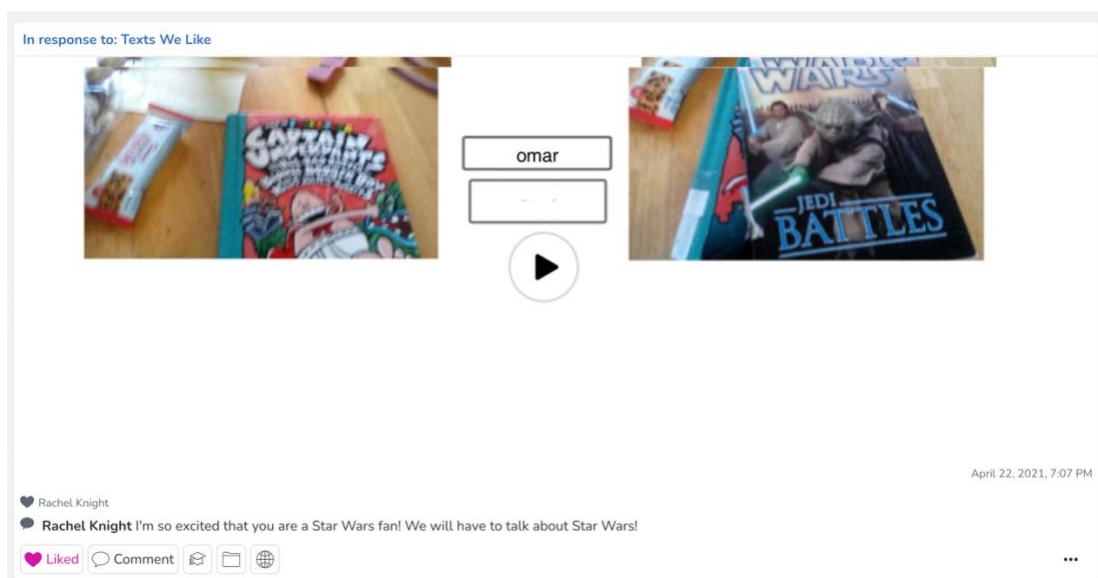 In response to: Texts We Like
CAPTAIN
UNDERPANTS
omar
WARS
JEDI
BATTLES
April 22, 2021, 7:07 PM
Rachel Knight
Rachel Knight I'm so excited that you are a Star Wars fan! We will have to talk about Star Wars!
Liked
Comment